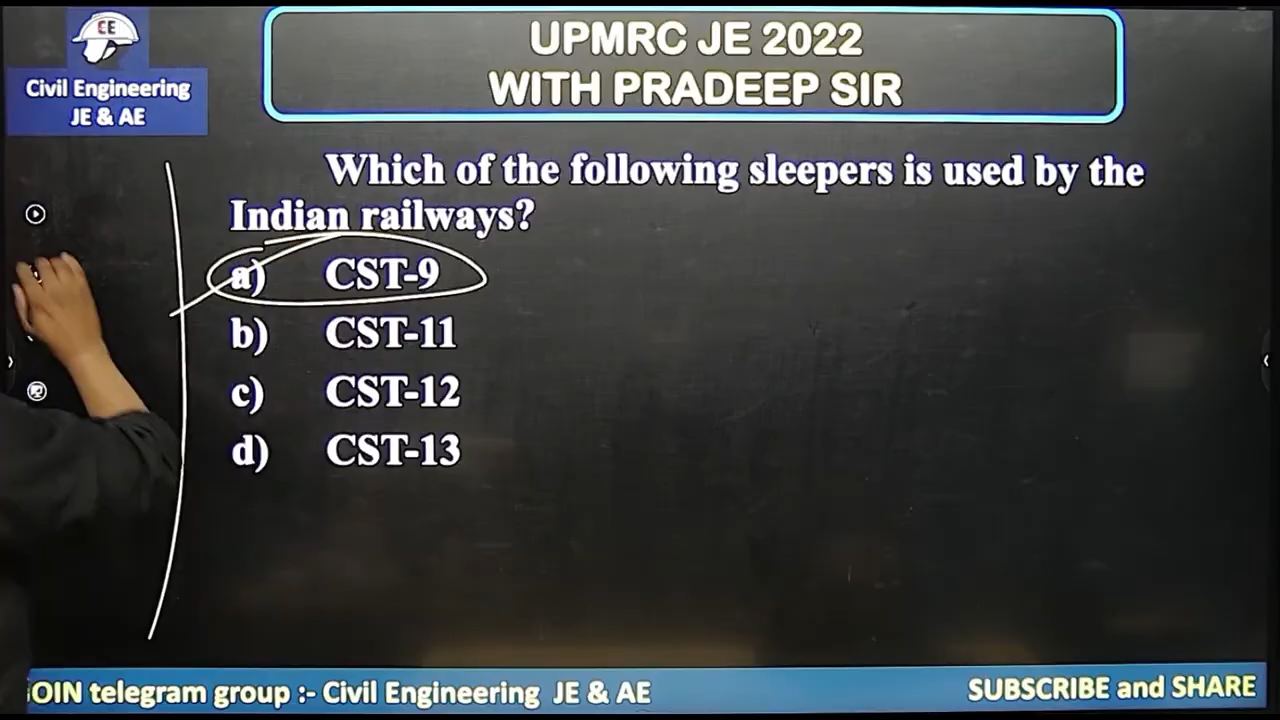 CE
Civil Engineering
JE & AE
UPMRC JE 2022
WITH PRADEEP SIR
Which of the following sleepers is used by the
Indian railways?
a) CST-9
b) CST-11
c) CST-12
d) CST-13
JOIN telegram group :- Civil Engineering JE & AE
SUBSCRIBE and SHARE